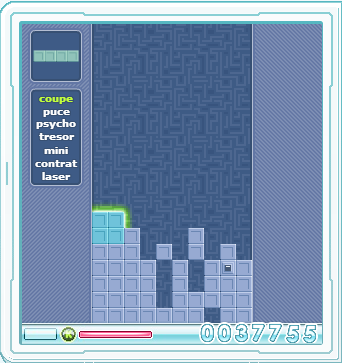 coupe
puce
psycho
tresor
mini
contrat
laser
0037755